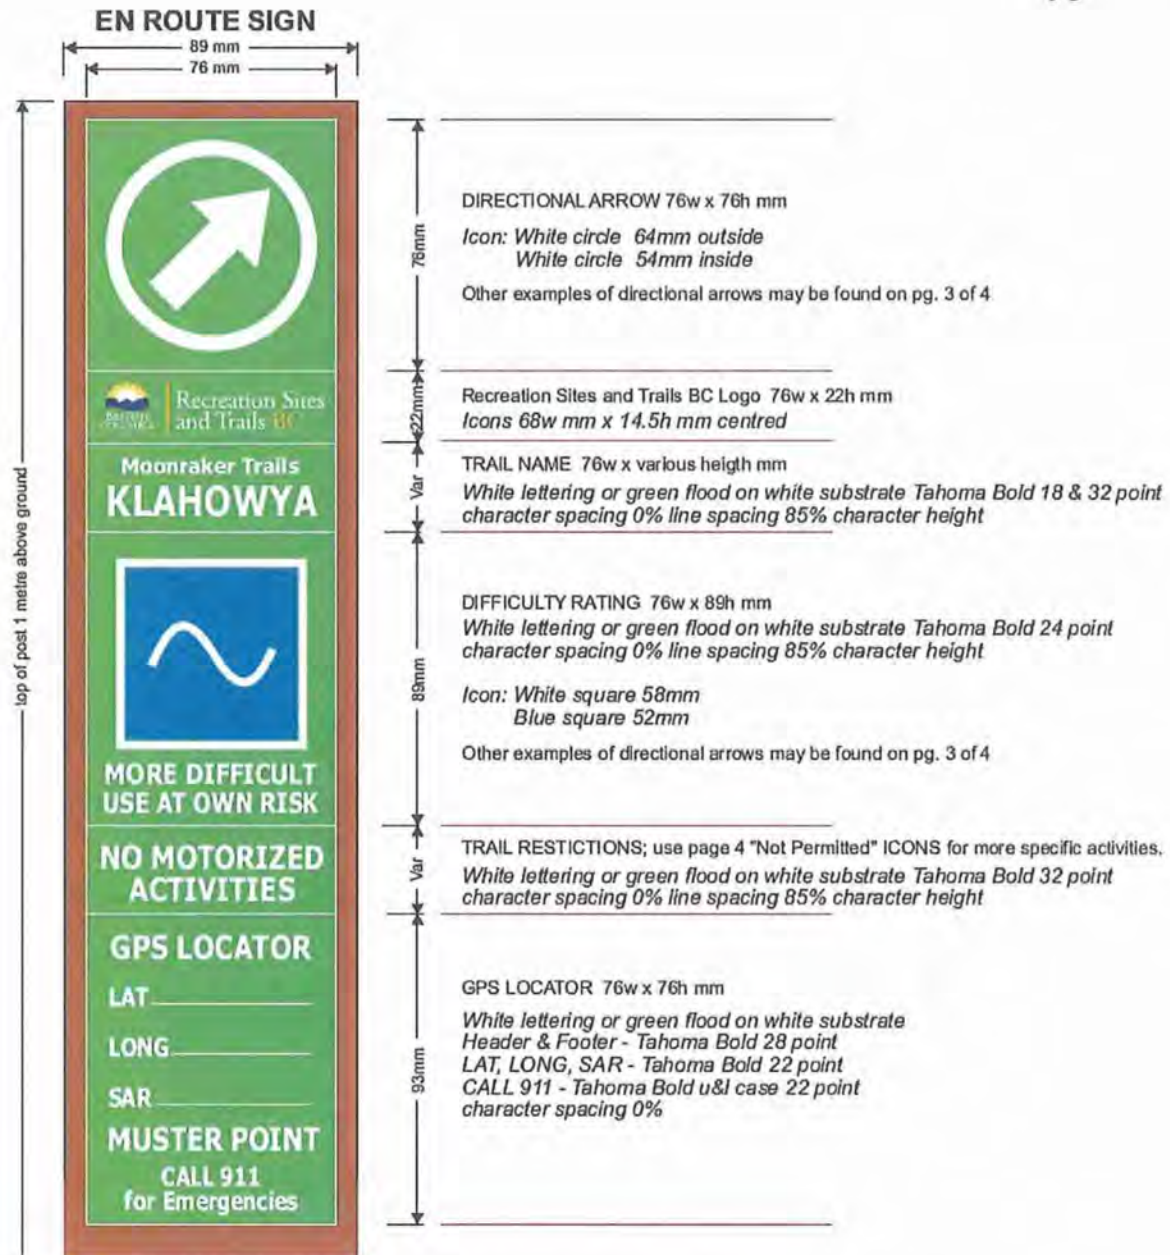 EN ROUTE SIGN
89 mm
76 mm
top of post 1 metre above ground
76mm
DIRECTIONAL ARROW 76w x 76h mm
Icon: White circle 64mm outside
White circle 54mm inside
Other examples of directional arrows may be found on pg. 3 of 4
BRITISH
COLUMBIA
Recreation Sites
and Trails BC
22mm
Recreation Sites and Trails BC Logo 76w x 22h mm
Icons 68w mm x 14.5h mm centred
Moonraker Trails
KLAHOWYA
Var
TRAIL NAME 76w x various heigth mm
White lettering or green flood on white substrate Tahoma Bold 18 & 32 point
character spacing 0% line spacing 85% character height
MORE DIFFICULT
USE AT OWN RISK
89mm
DIFFICULTY RATING 76w x 89h mm
White lettering or green flood on white substrate Tahoma Bold 24 point
character spacing 0% line spacing 85% character height
Icon: White square 58mm
Blue square 52mm
Other examples of directional arrows may be found on pg. 3 of 4
NO MOTORIZED
ACTIVITIES
Var
TRAIL RESTICTIONS; use page 4 "Not Permitted" ICONS for more specific activities.
White lettering or green flood on white substrate Tahoma Bold 32 point
character spacing 0% line spacing 85% character height
GPS LOCATOR
LAT
LONG
SAR
MUSTER POINT
CALL 911
for Emergencies
93mm
GPS LOCATOR 76w x 76h mm
White lettering or green flood on white substrate
Header & Footer - Tahoma Bold 28 point
LAT, LONG, SAR - Tahoma Bold 22 point
CALL 911 - Tahoma Bold u&l case 22 point
character spacing 0%